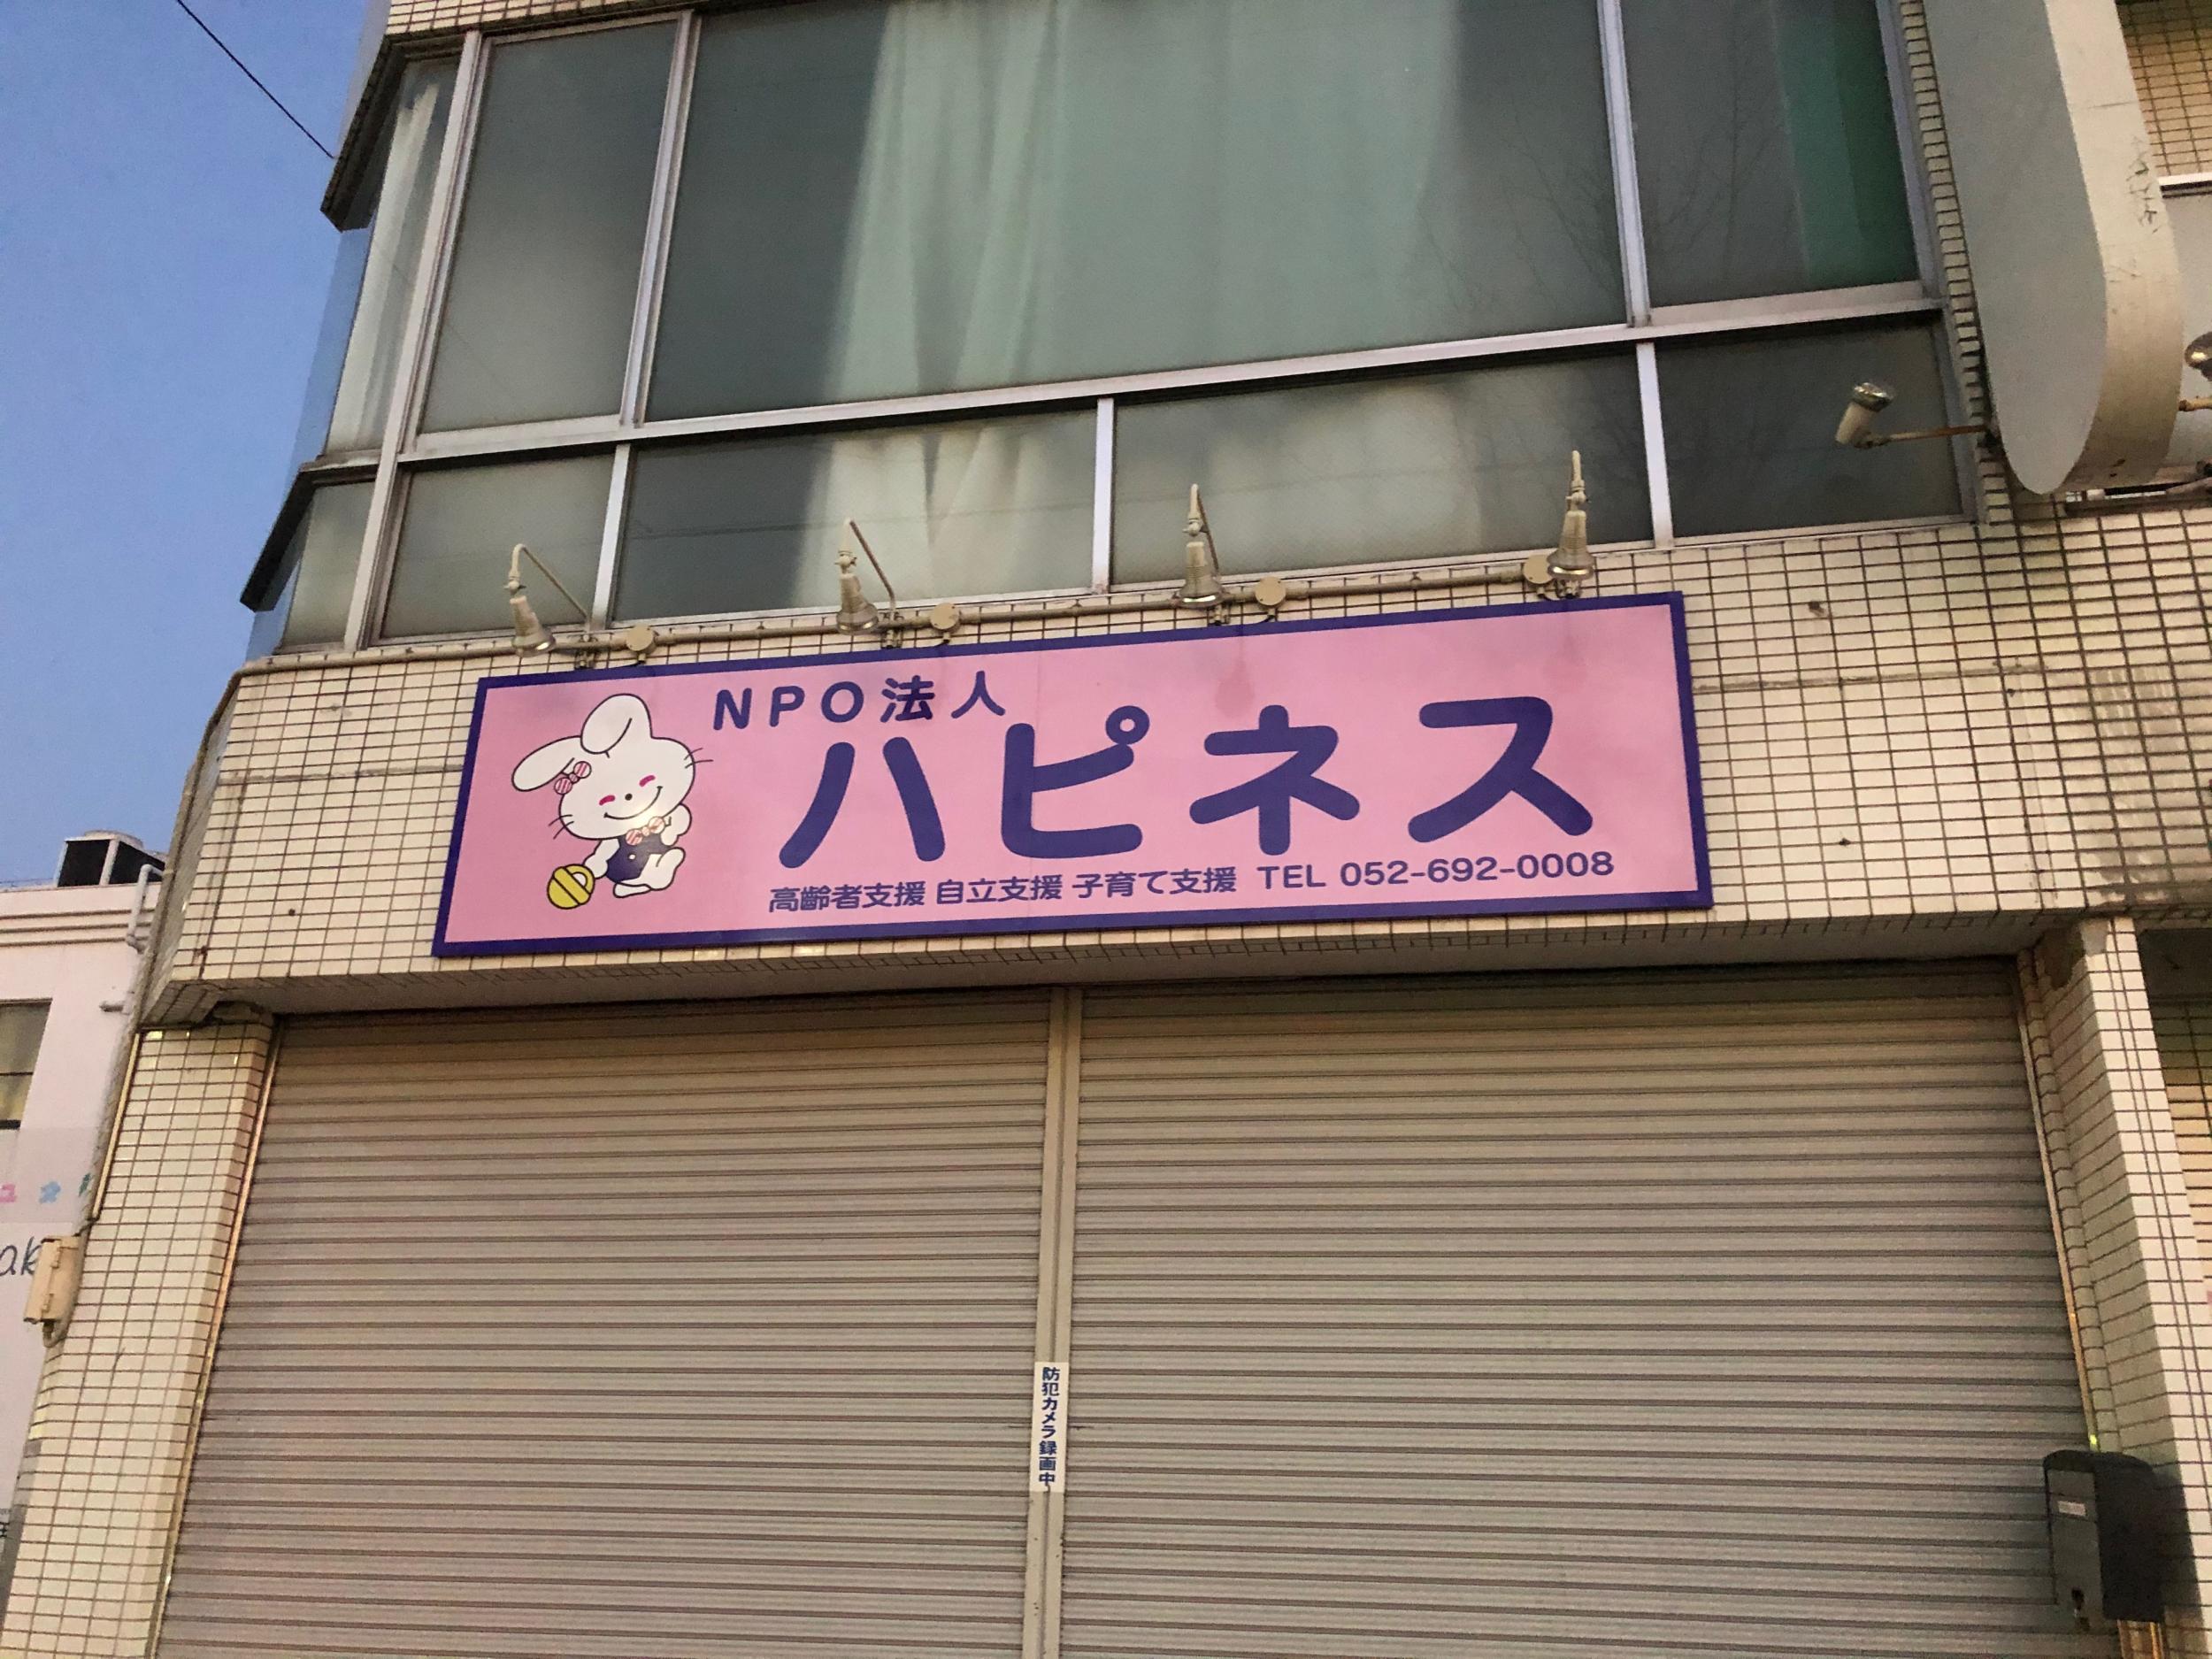 NPO法人
ハピネス
高齢者支援 自立支援 子育て支援 TEL 052-692-0008
防犯カメラ録画中